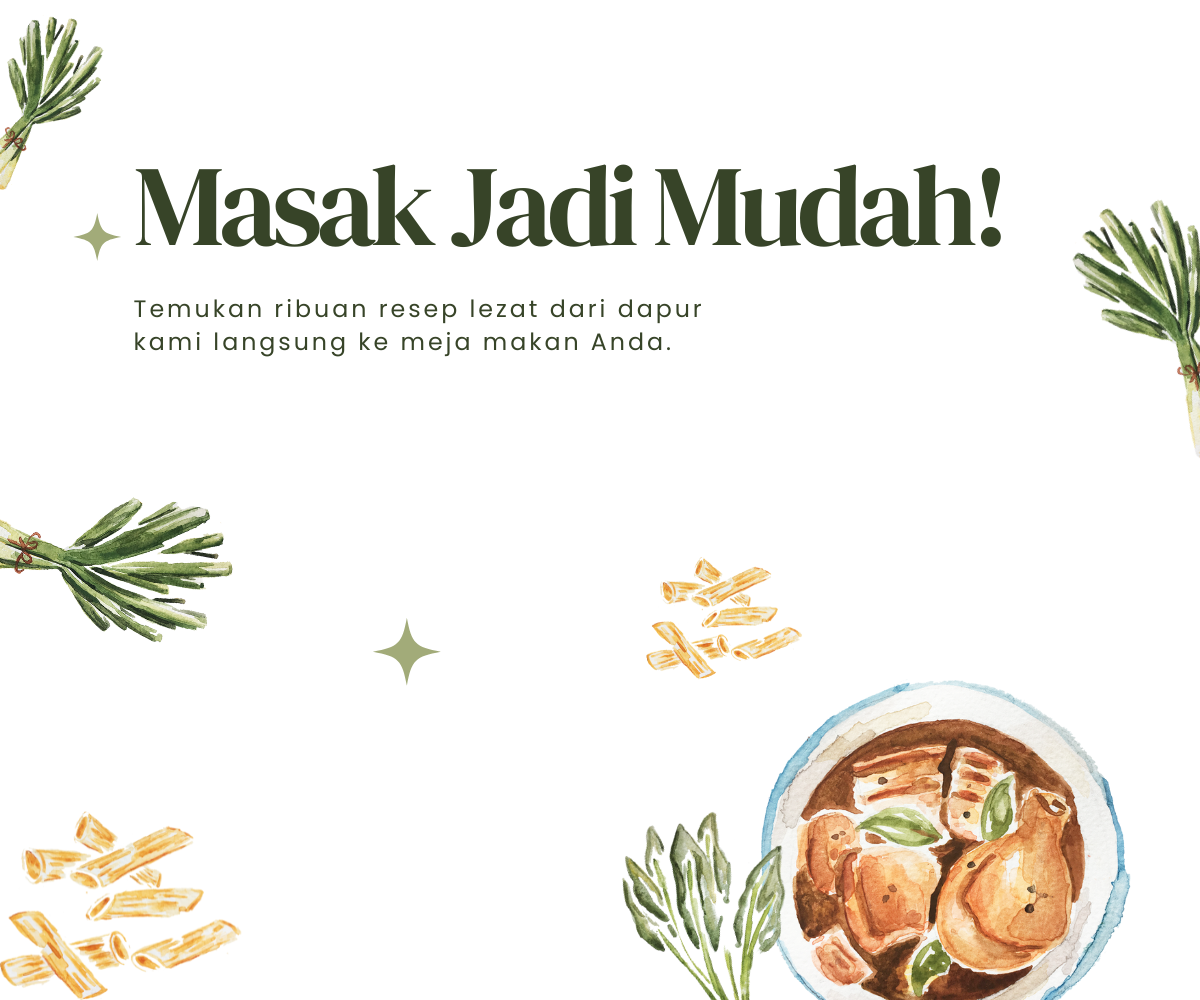 Masak Jadi Mudah!
Temukan ribuan resep lezat dari dapur
kami langsung ke meja makan Anda.